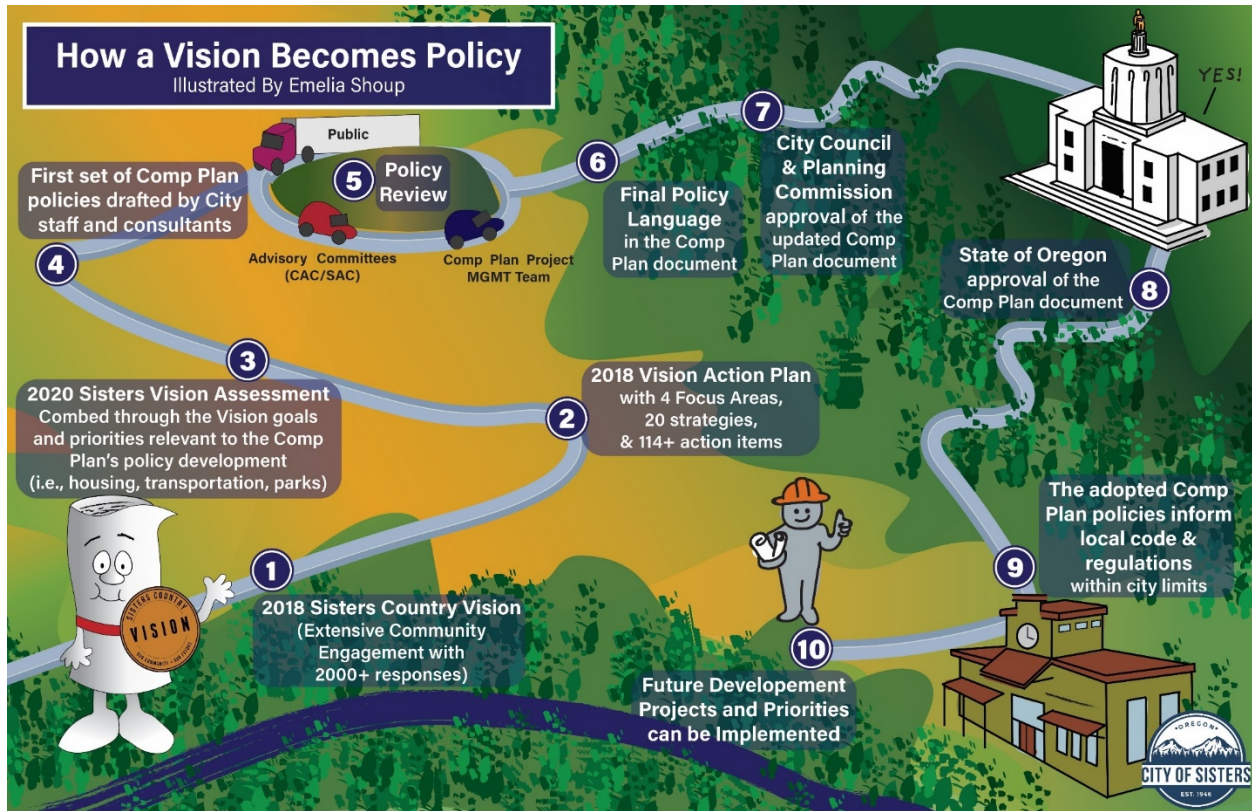 How a Vision Becomes Policy
Illustrated By Emelia Shoup
1
2018 Sisters Country Vision
(Extensive Community
Engagement with
2000+ responses)
2
2018 Vision Action Plan
with 4 Focus Areas,
20 strategies,
& 114+ action items
3
2020 Sisters Vision Assessment
Combed through the Vision goals
and priorities relevant to the Comp
Plan's policy development
(i.e., housing, transportation, parks)
4
First set of Comp Plan
policies drafted by City
staff and consultants
5
Policy
Review
Public
Advisory Committees
(CAC/SAC)
Comp Plan Project
MGMT Team
6
Final Policy
Language
in the Comp
Plan document
7
City Council
& Planning
Commission
approval of the
updated Comp
Plan document
YES!
8
State of Oregon
approval of the
Comp Plan document
9
The adopted Comp
Plan policies inform
local code &
regulations
within city limits
10
Future Developement
Projects and Priorities
can be Implemented
SISTERS COUNTRY
VISION
OUR COMMUNITY • OUR FUTURE
OREGON
CITY OF SISTERS
EST. 1946